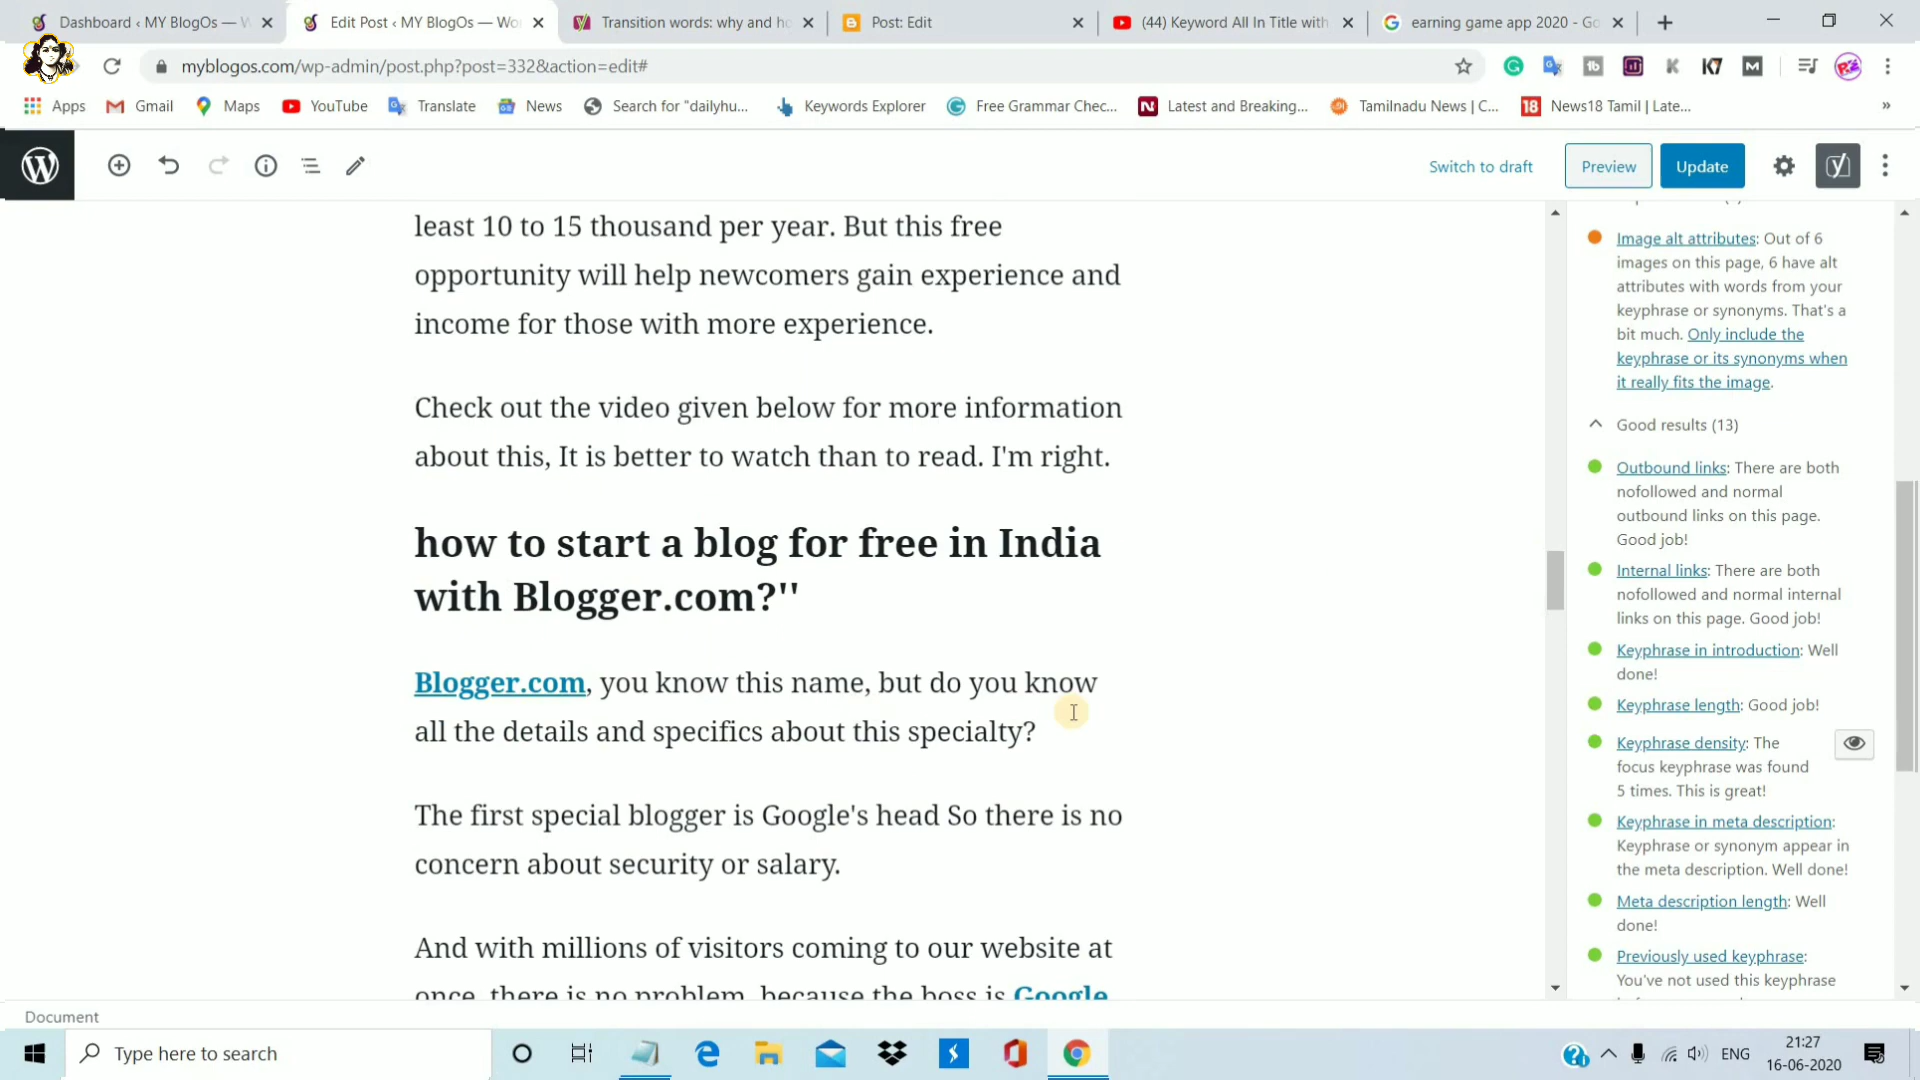 Dashboard ‹ MY BlogOs — W
Edit Post ‹ MY BlogOs — Wo
Transition words: why and ho
Post: Edit
(44) Keyword All In Title with
earning game app 2020 - Go
myblogos.com/wp-admin/post.php?post=332&action=edit#
Apps
Gmail
Maps
YouTube
Translate
News
Search for "dailyhu...
Keywords Explorer
Free Grammar Chec...
Latest and Breaking...
Tamilnadu News | C...
News18 Tamil | Late...
Switch to draft
Preview
Update
least 10 to 15 thousand per year. But this free
opportunity will help newcomers gain experience and
income for those with more experience.
Check out the video given below for more information
about this, It is better to watch than to read. I'm right.
how to start a blog for free in India
with Blogger.com?''
Blogger.com, you know this name, but do you know
all the details and specifics about this specialty?
The first special blogger is Google's head So there is no
concern about security or salary.
And with millions of visitors coming to our website at
once, there is no problem, because the boss is Google
Image alt attributes: Out of 6
images on this page, 6 have alt
attributes with words from your
keyphrase or synonyms. That's a
bit much. Only include the
keyphrase or its synonyms when
it really fits the image.
Good results (13)
Outbound links: There are both
nofollowed and normal
outbound links on this page.
Good job!
Internal links: There are both
nofollowed and normal internal
links on this page. Good job!
Keyphrase in introduction: Well
done!
Keyphrase length: Good job!
Keyphrase density: The
focus keyphrase was found
5 times. This is great!
Keyphrase in meta description:
Keyphrase or synonym appear in
the meta description. Well done!
Meta description length: Well
done!
Previously used keyphrase:
You've not used this keyphrase
Document
Type here to search
ENG
21:27
16-06-2020